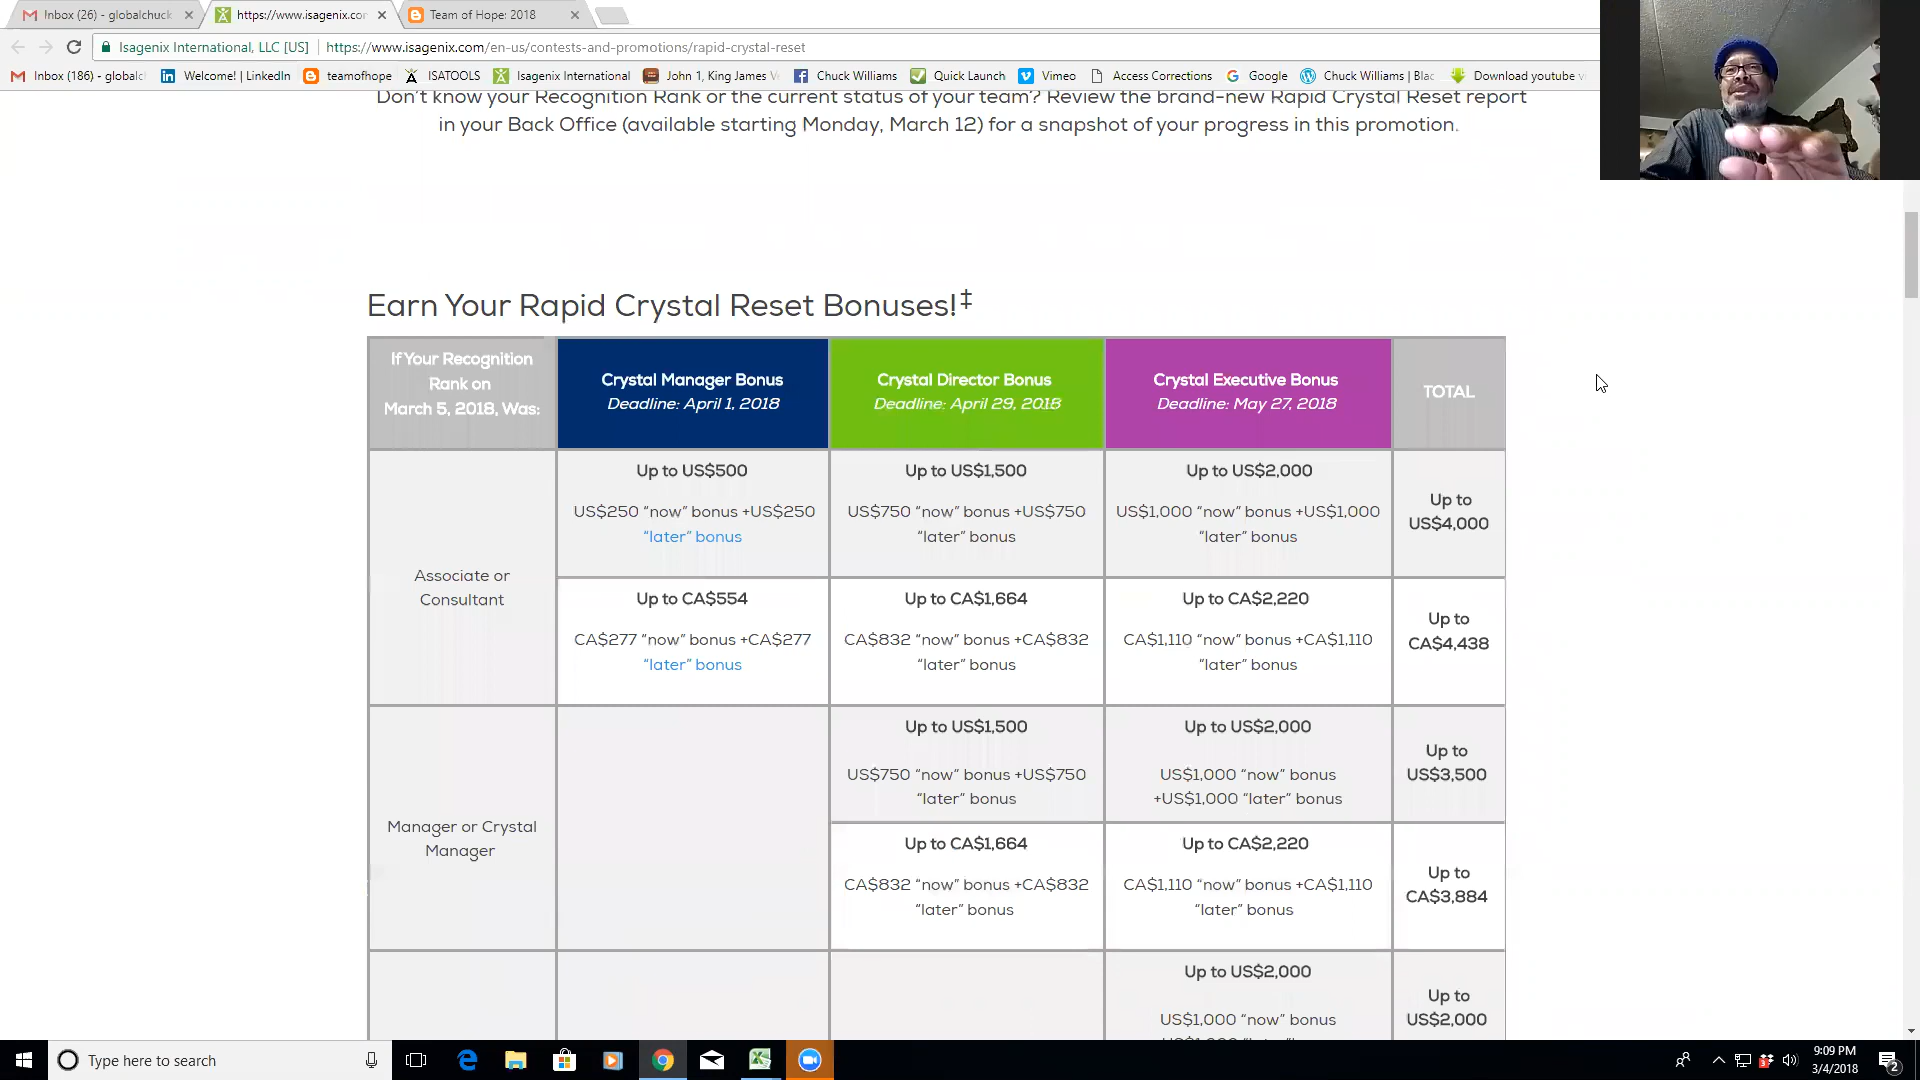 Inbox (26) - globalchuck
https://www.isagenix.con
Team of Hope: 2018
Isagenix International, LLC [US]
https://www.isagenix.com/en-us/contests-and-promotions/rapid-crystal-reset
Inbox (186) - global
Welcome! | LinkedIn
teamofhope
ISATOOLS
Isagenix International
John 1, King James V
Chuck Williams
Quick Launch
Vimeo
Access Corrections
Google
Chuck Williams | Blac
Download youtube v
Don't know your Recognition Rank or the current status of your team? Review the brand-new Rapid Crystal Reset report
in your Back Office (available starting Monday, March 12) for a snapshot of your progress in this promotion.
Earn Your Rapid Crystal Reset Bonuses!‡
If Your Recognition
Rank on
March 5, 2018, Was:
Crystal Manager Bonus
Deadline: April 1, 2018
Crystal Director Bonus
Deadline: April 29, 2018
Crystal Executive Bonus
Deadline: May 27, 2018
TOTAL
Associate or
Consultant
Up to US$500
US$250 “now” bonus +US$250
“later” bonus
Up to US$1,500
US$750 “now” bonus +US$750
“later” bonus
Up to US$2,000
US$1,000 “now” bonus +US$1,000
“later” bonus
Up to
US$4,000
Up to CA$554
CA$277 “now” bonus +CA$277
“later” bonus
Up to CA$1,664
CA$832 “now” bonus +CA$832
“later” bonus
Up to CA$2,220
CA$1,110 “now” bonus +CA$1,110
“later” bonus
Up to
CA$4,438
Manager or Crystal
Manager
Up to US$1,500
US$750 “now” bonus +US$750
“later” bonus
Up to US$2,000
US$1,000 “now” bonus
+US$1,000 “later” bonus
Up to
US$3,500
Up to CA$1,664
CA$832 “now” bonus +CA$832
“later” bonus
Up to CA$2,220
CA$1,110 “now” bonus +CA$1,110
“later” bonus
Up to
CA$3,884
Up to US$2,000
US$1,000 “now” bonus
Up to
US$2,000
Type here to search
9:09 PM
3/4/2018
2